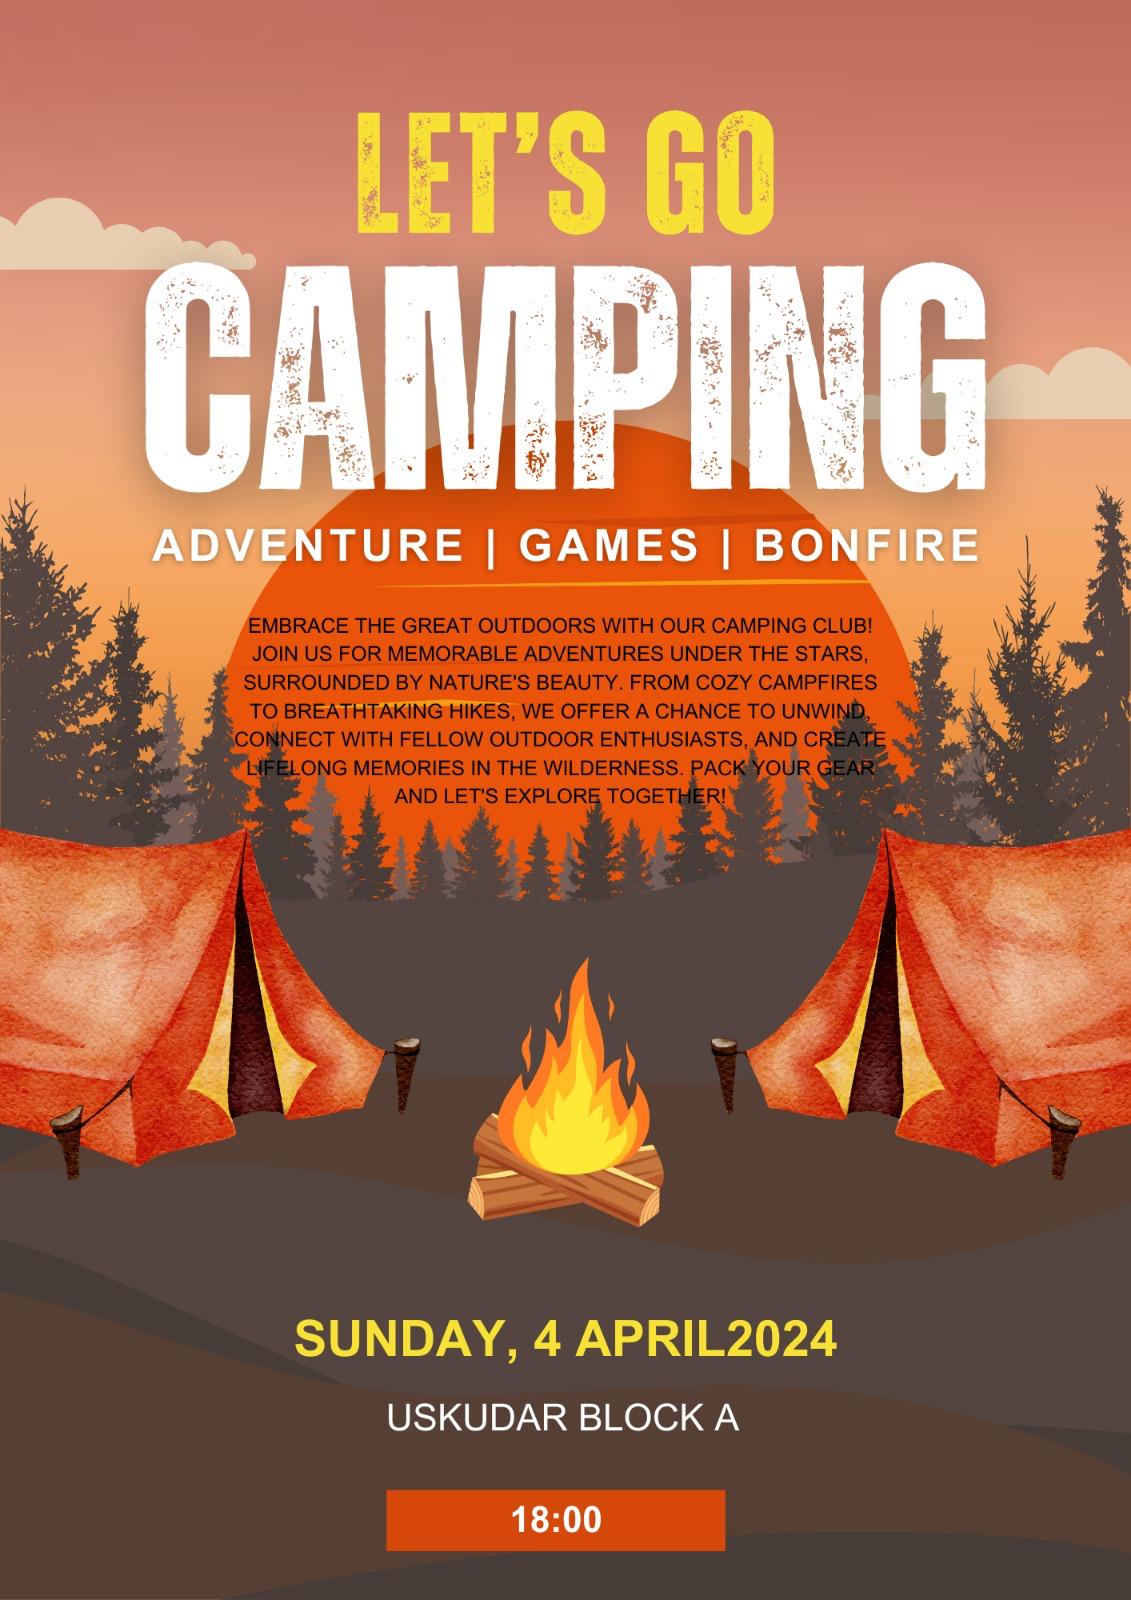 LET'S GO
CAMPING
ADVENTURE | GAMES | BONFIRE
EMBRACE THE GREAT OUTDOORS WITH OUR CAMPING CLUB!
JOIN US FOR MEMORABLE ADVENTURES UNDER THE STARS,
SURROUNDED BY NATURE'S BEAUTY. FROM COZY CAMPFIRES
TO BREATHTAKING HIKES, WE OFFER A CHANCE TO UNWIND,
CONNECT WITH FELLOW OUTDOOR ENTHUSIASTS, AND CREATE
LIFELONG MEMORIES IN THE WILDERNESS. PACK YOUR GEAR
AND LET'S EXPLORE TOGETHER!
SUNDAY, 4 APRIL2024
USKUDAR BLOCK A
18:00